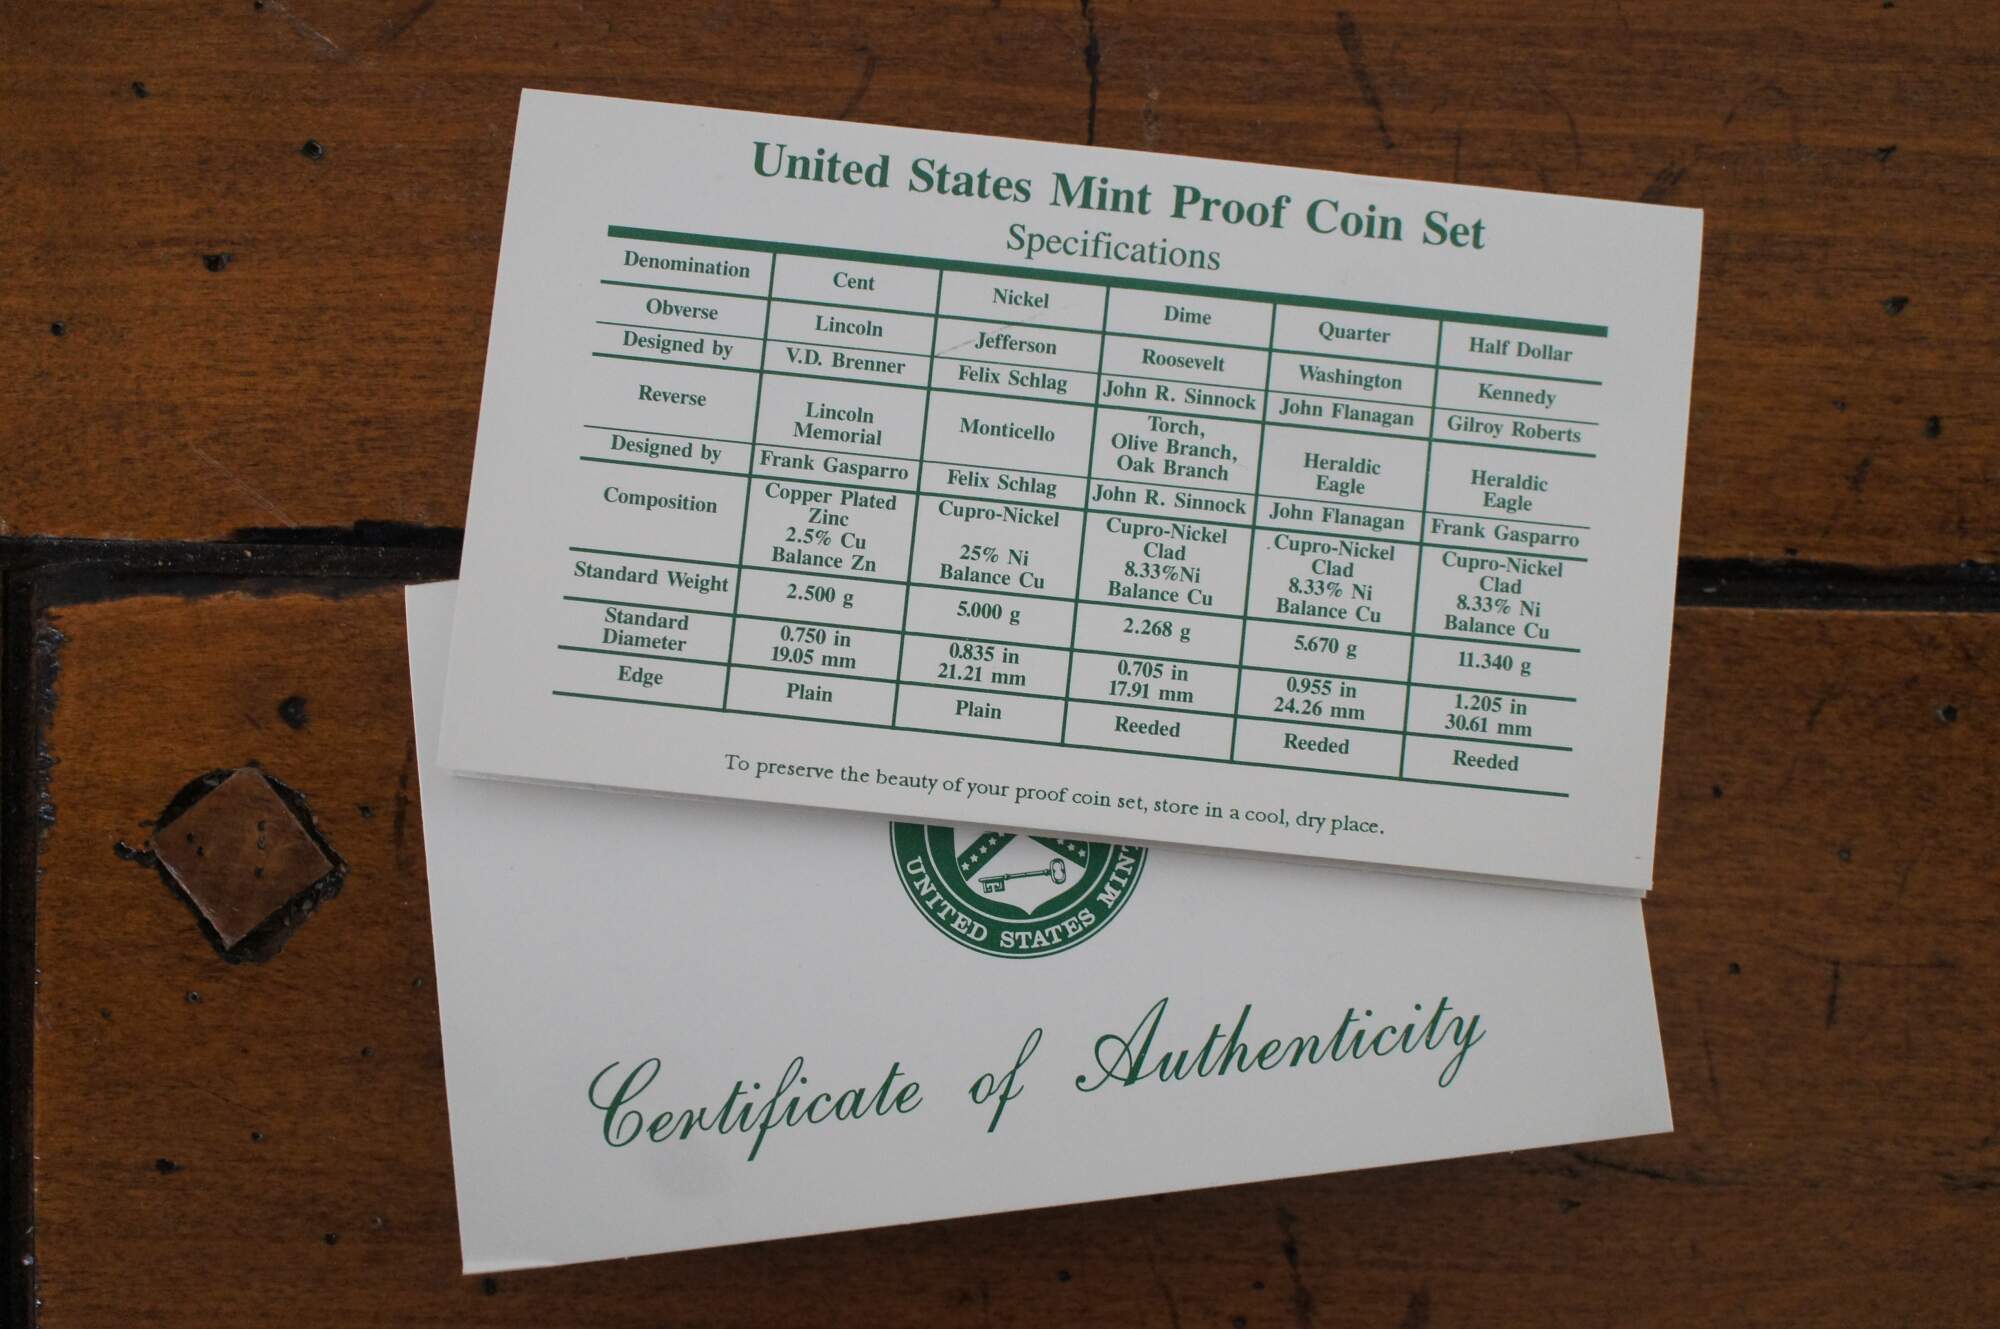 United States Mint Proof Coin Set
Specifications
Denomination Cent Nickel Dime Quarter Half Dollar
Obverse Lincoln Jefferson Roosevelt Washington Kennedy
Designed by V.D. Brenner Felix Schlag John R. Sinnock John Flanagan Gilroy Roberts
Reverse Lincoln Memorial Monticello Torch, Olive Branch, Oak Branch Heraldic Eagle Heraldic Eagle
Designed by Frank Gasparro Felix Schlag John R. Sinnock John Flanagan Frank Gasparro
Composition Copper Plated Zinc 2.5% Cu Balance Zn Cupro-Nickel 25% Ni Balance Cu Cupro-Nickel Clad 8.33%Ni Balance Cu Cupro-Nickel Clad 8.33% Ni Balance Cu Cupro-Nickel Clad 8.33% Ni Balance Cu
Standard Weight 2.500 g 5.000 g 2.268 g 5.670 g 11.340 g
Standard Diameter 0.750 in 19.05 mm 0.835 in 21.21 mm 0.705 in 17.91 mm 0.955 in 24.26 mm 1.205 in 30.61 mm
Edge Plain Plain Reeded Reeded Reeded
To preserve the beauty of your proof coin set, store in a cool, dry place.
UNITED STATES MINT
Certificate of Authenticity